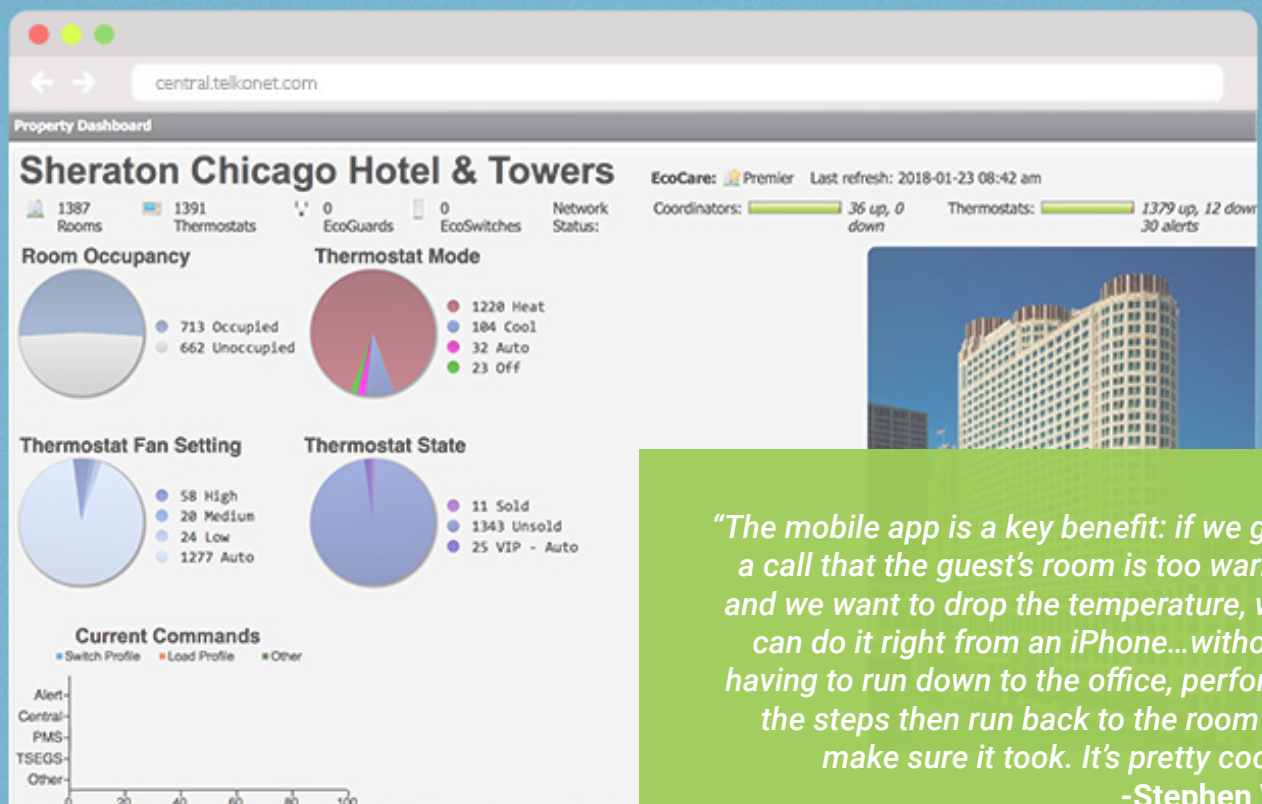 central.telkonet.com
Property Dashboard
Sheraton Chicago Hotel & Towers
EcoCare: Premier Last refresh: 2018-01-23 08:42 am
1387 Rooms
1391 Thermostats
0 EcoGuards
0 EcoSwitches
Network Status:
Coordinators: 36 up, 0 down
Thermostats: 1379 up, 12 down
30 alerts
Room Occupancy
713 Occupied
662 Unoccupied
Thermostat Mode
1220 Heat
104 Cool
32 Auto
23 Off
Thermostat Fan Setting
58 High
20 Medium
24 Low
1277 Auto
Thermostat State
11 Sold
1343 Unsold
25 VIP - Auto
Current Commands
Switch Profile Load Profile Other
Alert
Central
PMS
TSEGS
Other
0 20 40 60 80 100
“The mobile app is a key benefit: if we
a call that the guest’s room is too
and we want to drop the temperature,
can do it right from an iPhone…
having to run down to the office,
the steps then run back to the room
make sure it took. It’s pretty
-Stephen